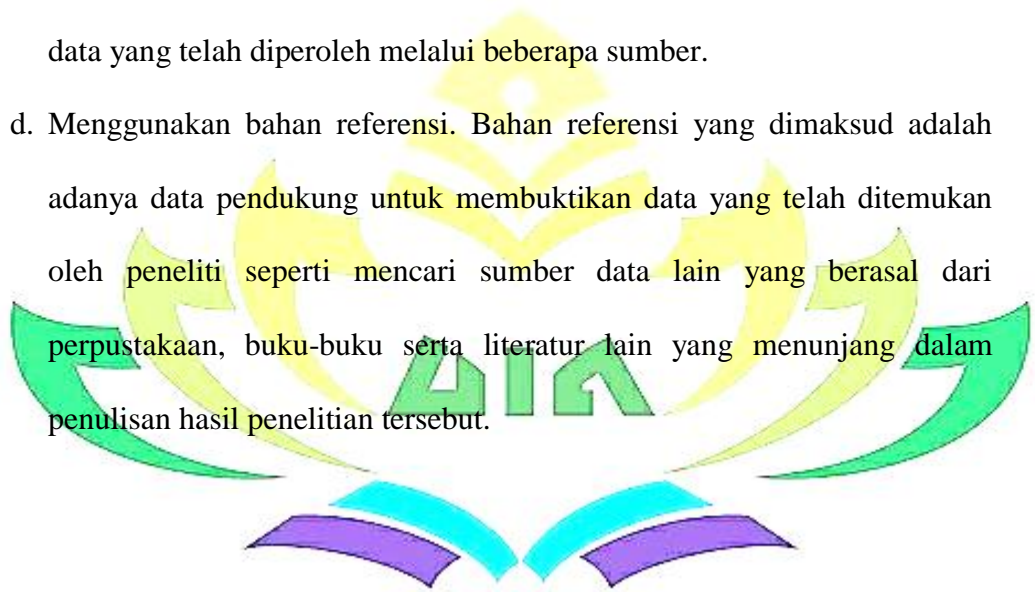 data yang telah diperoleh melalui beberapa sumber.
d. Menggunakan bahan referensi. Bahan referensi yang dimaksud adalah
adanya data pendukung untuk membuktikan data yang telah ditemukan
oleh peneliti seperti mencari sumber data lain yang berasal dari
perpustakaan, buku-buku serta literatur lain yang menunjang dalam
penulisan hasil penelitian tersebut.